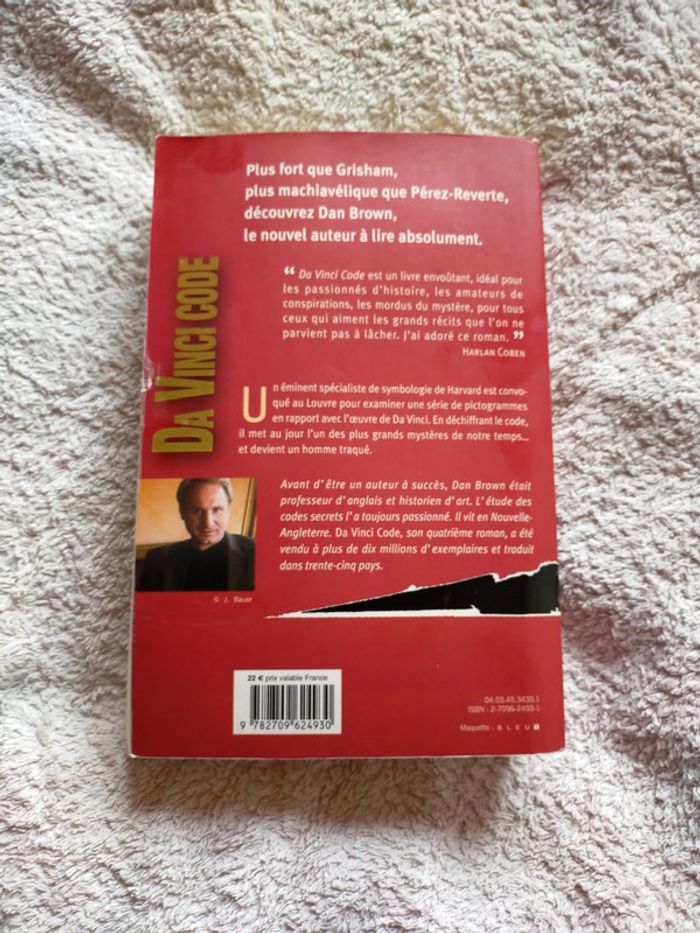 Plus fort que Grisham,
plus machiavélique que Pérez-Reverte,
découvrez Dan Brown,
le nouvel auteur à lire absolument.
DA VINCI CODE
“ Da Vinci Code est un livre envoûtant, idéal pour
les passionnés d'histoire, les amateurs de
conspirations, les mordus du mystère, pour tous
ceux qui aiment les grands récits que l'on ne
parvient pas à lâcher. J'ai adoré ce roman. ”
HARLAN COBEN
Un éminent spécialiste de symbologie de Harvard est convo-
qué au Louvre pour examiner une série de pictogrammes
en rapport avec l'œuvre de Da Vinci. En déchiffrant le code,
il met au jour l'un des plus grands mystères de notre temps...
et devient un homme traqué.
Avant d'être un auteur à succès, Dan Brown était
professeur d'anglais et historien d'art. L'étude des
codes secrets l'a toujours passionné. Il vit en Nouvelle-
Angleterre. Da Vinci Code, son quatrième roman, a été
vendu à plus de dix millions d'exemplaires et traduit
dans trente-cinq pays.
© J. Bauer
22 € prix valable France
9 782709 624930
04.03.45.3430.1
ISBN : 2-7096-2493-1
Maquette : BLEU T